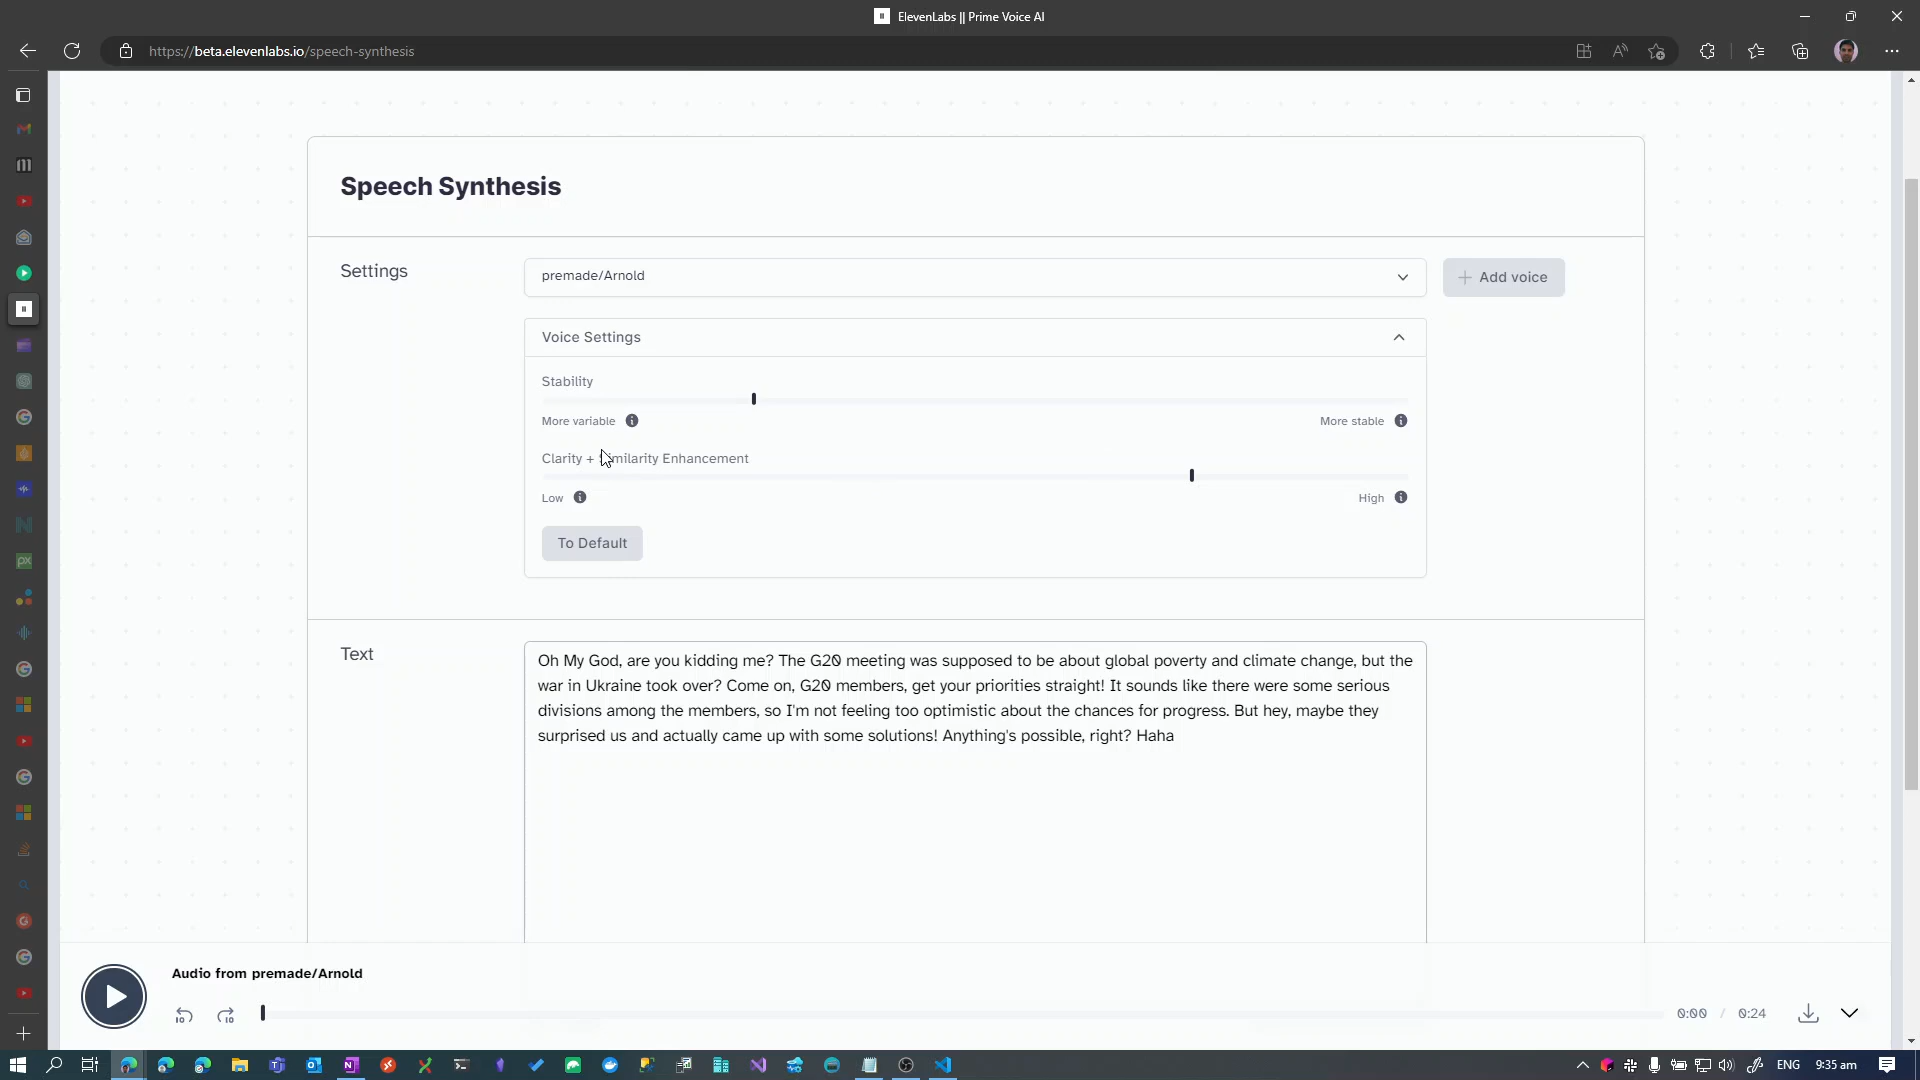 ElevenLabs || Prime Voice AI
https://beta.elevenlabs.io/speech-synthesis
Speech Synthesis
Settings
premade/Arnold
Add voice
Voice Settings
Stability
More variable
More stable
Clarity + Similarity Enhancement
Low
High
To Default
Text
Oh My God, are you kidding me? The G20 meeting was supposed to be about global poverty and climate change, but the
war in Ukraine took over? Come on, G20 members, get your priorities straight! It sounds like there were some serious
divisions among the members, so I'm not feeling too optimistic about the chances for progress. But hey, maybe they
surprised us and actually came up with some solutions! Anything's possible, right? Haha
Audio from premade/Arnold
10
10
0:00 / 0:24
ENG
9:35 am